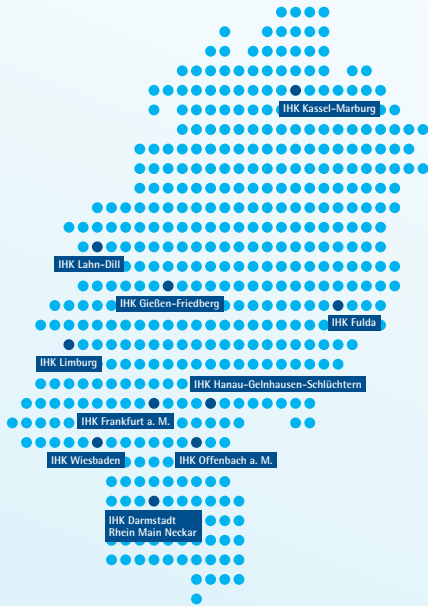 IHK Kassel-Marburg
IHK Lahn-Dill
IHK Gießen-Friedberg
IHK Fulda
IHK Limburg
IHK Hanau-Gelnhausen-Schlüchtern
IHK Frankfurt a. M.
IHK Wiesbaden
IHK Offenbach a. M.
IHK Darmstadt
Rhein Main Neckar